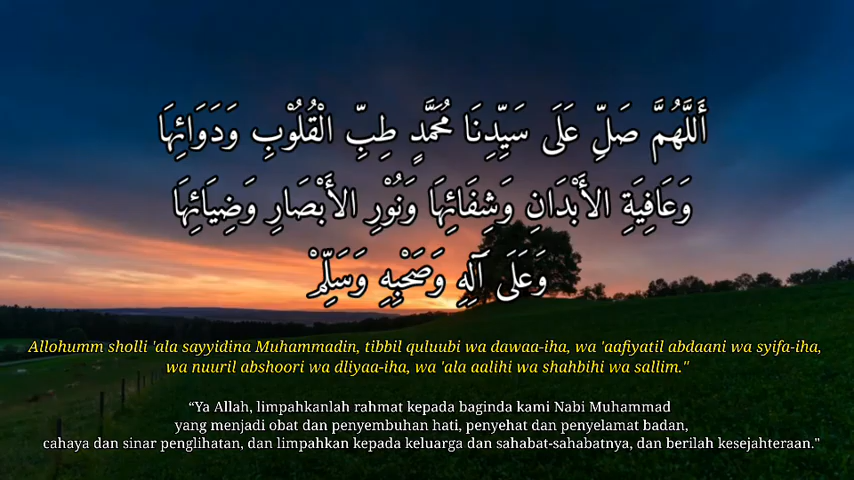 أَللَّهُمَّ صَلِّ عَلَى سَيِّدِنَا مُحَمَّدٍ طِبِّ الْقُلُوْبِ وَدَوَائِهَا
وَعَافِيَةِ الأَبْدَانِ وَشِفَائِهَا وَنُوْرِ الأَبْصَارِ وَضِيَائِهَا
وَعَلَى آلِهِ وَصَحْبِهِ وَسَلِّمْ
Allohumm sholli 'ala sayyidina Muhammadin, tibbil quluubi wa dawaa-iha, wa 'aafiyatil abdaani wa syifa-iha,
wa nuuril abshoori wa dliyaa-iha, wa 'ala aalihi wa shahbihi wa sallim."
“Ya Allah, limpahkanlah rahmat kepada baginda kami Nabi Muhammad
yang menjadi obat dan penyembuhan hati, penyehat dan penyelamat badan,
cahaya dan sinar penglihatan, dan limpahkan kepada keluarga dan sahabat-sahabatnya, dan berilah kesejahteraan."